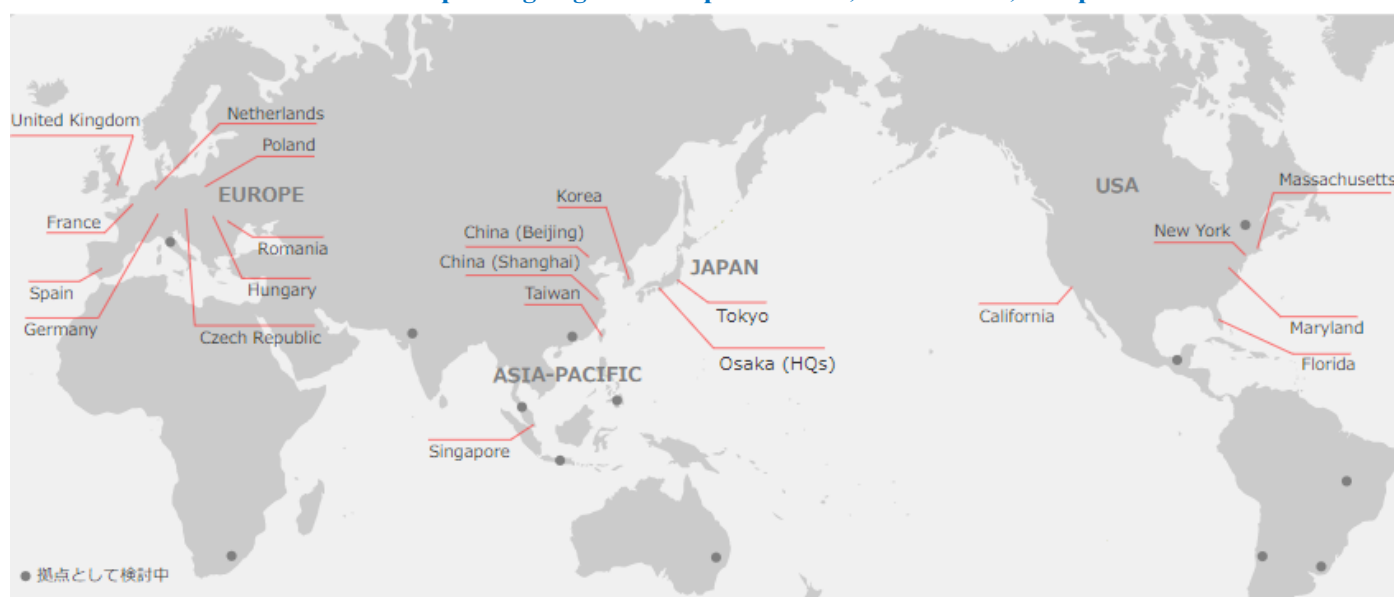 United Kingdom
Netherlands
Poland
EUROPE
France
Romania
Spain
Hungary
Germany
Czech Republic
Korea
China (Beijing)
China (Shanghai)
Taiwan
JAPAN
Tokyo
Osaka (HQs)
ASIA-PACIFIC
Singapore
USA
Massachusetts
New York
California
Maryland
Florida
● 拠点として検討中